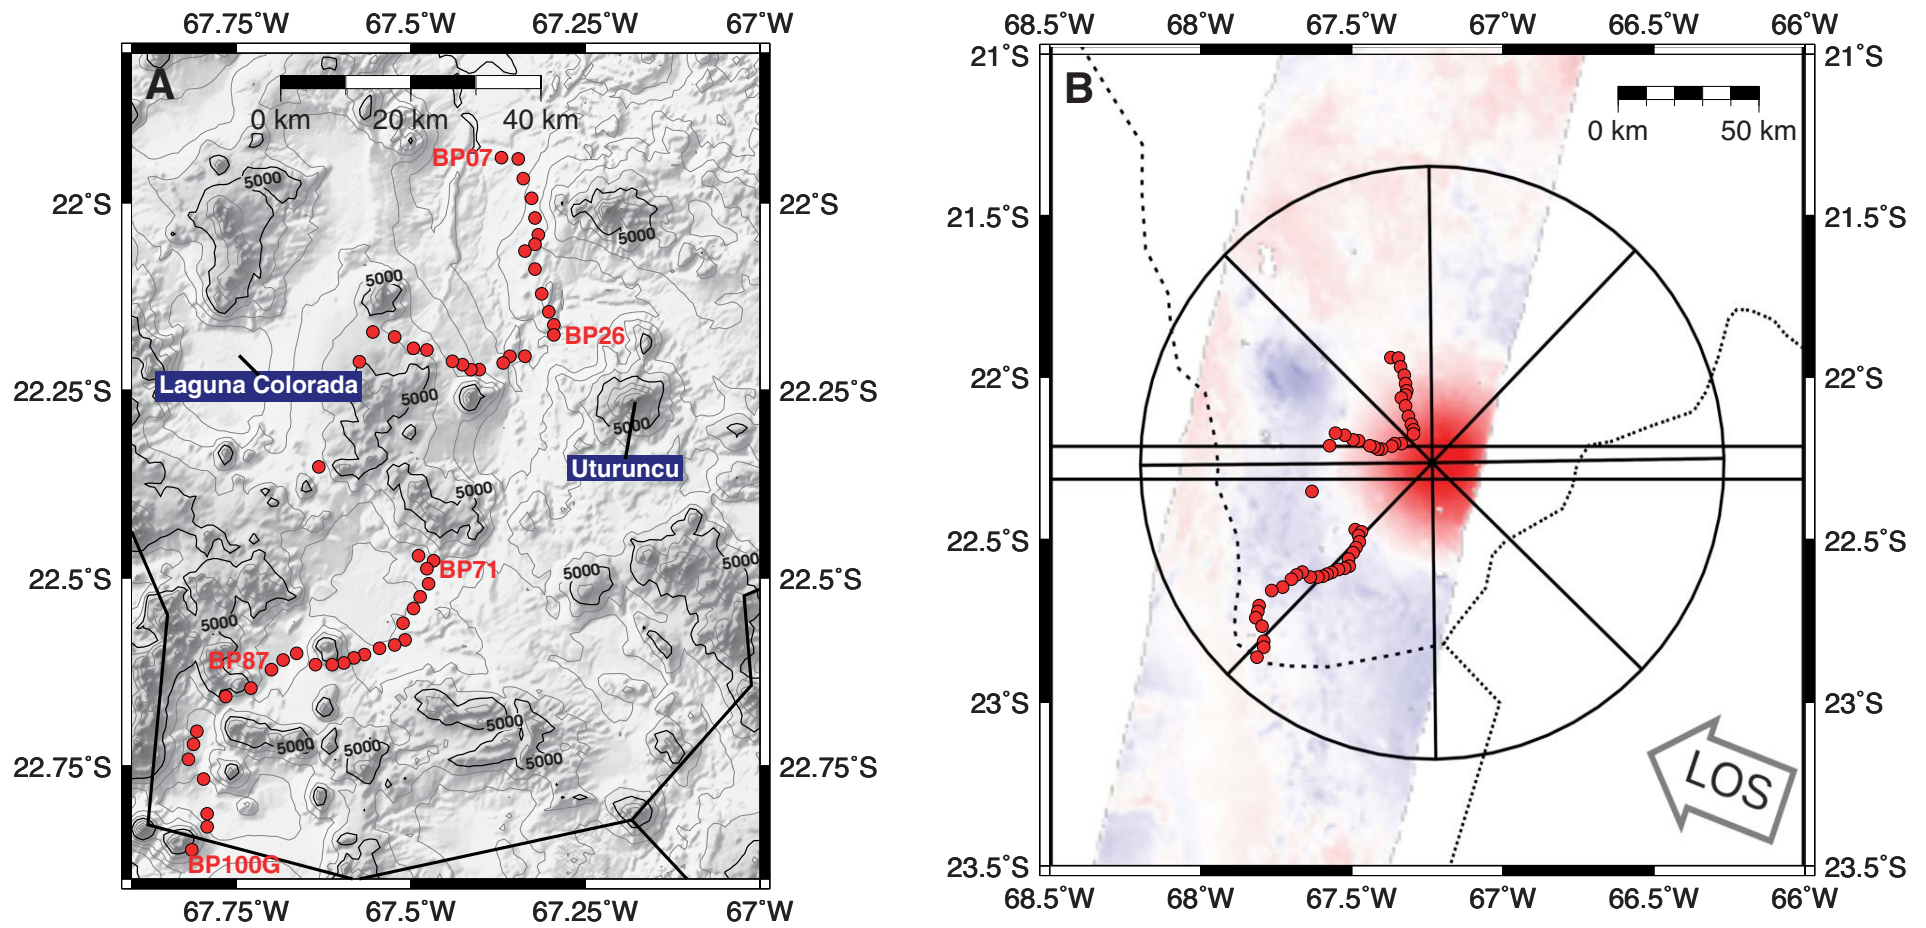 67.75˚W 67.5˚W 67.25˚W 67˚W
A
0 km 20 km 40 km
5000
BP07
22˚S 22˚S
5000
5000
BP26
22.25˚S 22.25˚S
Laguna Colorada
5000
5000
Uturuncu
5000
22.5˚S 22.5˚S
BP71
5000
5000
5000
BP87
5000
5000
5000
5000
22.75˚S 22.75˚S
BP100G
67.75˚W 67.5˚W 67.25˚W 67˚W
68.5˚W 68˚W 67.5˚W 67˚W 66.5˚W 66˚W
21˚S 21˚S
B
0 km 50 km
21.5˚S 21.5˚S
22˚S 22˚S
22.5˚S 22.5˚S
23˚S 23˚S
LOS
23.5˚S 23.5˚S
68.5˚W 68˚W 67.5˚W 67˚W 66.5˚W 66˚W